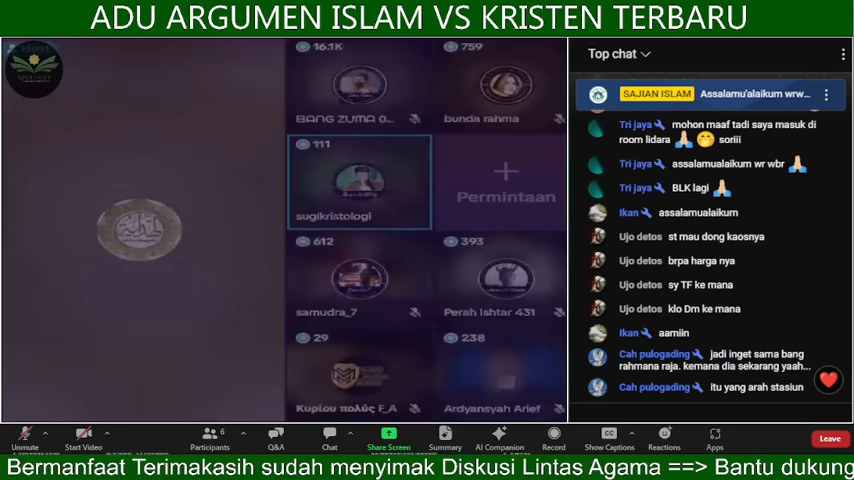 ADU ARGUMEN ISLAM VS KRISTEN TERBARU
Host
16.1K
759
BANG ZUMA 0...
bunda rahma
111
sugikristologi
+
Permintaan
612
393
samudra_7
Perah Ishtar 431
29
238
Κυρίου πολύς F_A
Ardyansyah Arief
Top chat
SAJIAN ISLAM Assalamu'alaikum wrw...
Tri jaya mohon maaf tadi saya masuk di
room lidara 🙏🏻 🤭 soriii
Tri jaya assalamualaikum wr wbr 🙏🏻
Tri jaya BLK lagi 🙏🏻
Ikan assalamualaikum
Ujo detos st mau dong kaosnya
Ujo detos brpa harga nya
Ujo detos sy TF ke mana
Ujo detos klo Dm ke mana
Ikan aamiin
Cah pulogading jadi inget sama bang
rahmana raja. kemana dia sekarang yaah...
Cah pulogading Itu yang arah stasiun
Unmute
Start Video
6
Participants
Q&A
Chat
Share Screen
Summary
AI Companion
Record
Show Captions
Reactions
Apps
Leave
Bermanfaat Terimakasih sudah menyimak Diskusi Lintas Agama ==> Bantu dukung